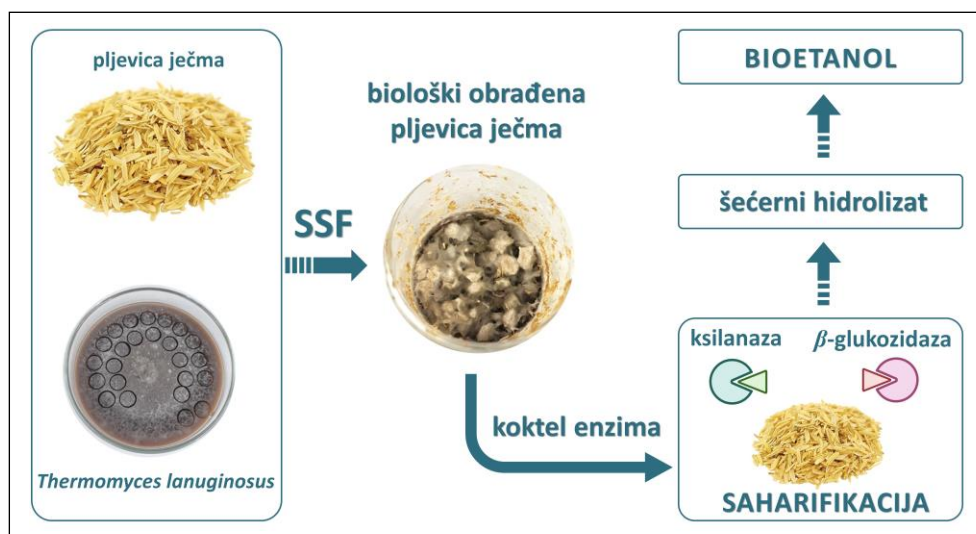 pljevica ječma
Thermomyces lanuginosus
SSF
biološki obrađena
pljevica ječma
koktel enzima
BIOETANOL
šećerni hidrolizat
ksilanaza
β-glukozidaza
SAHARIFIKACIJA